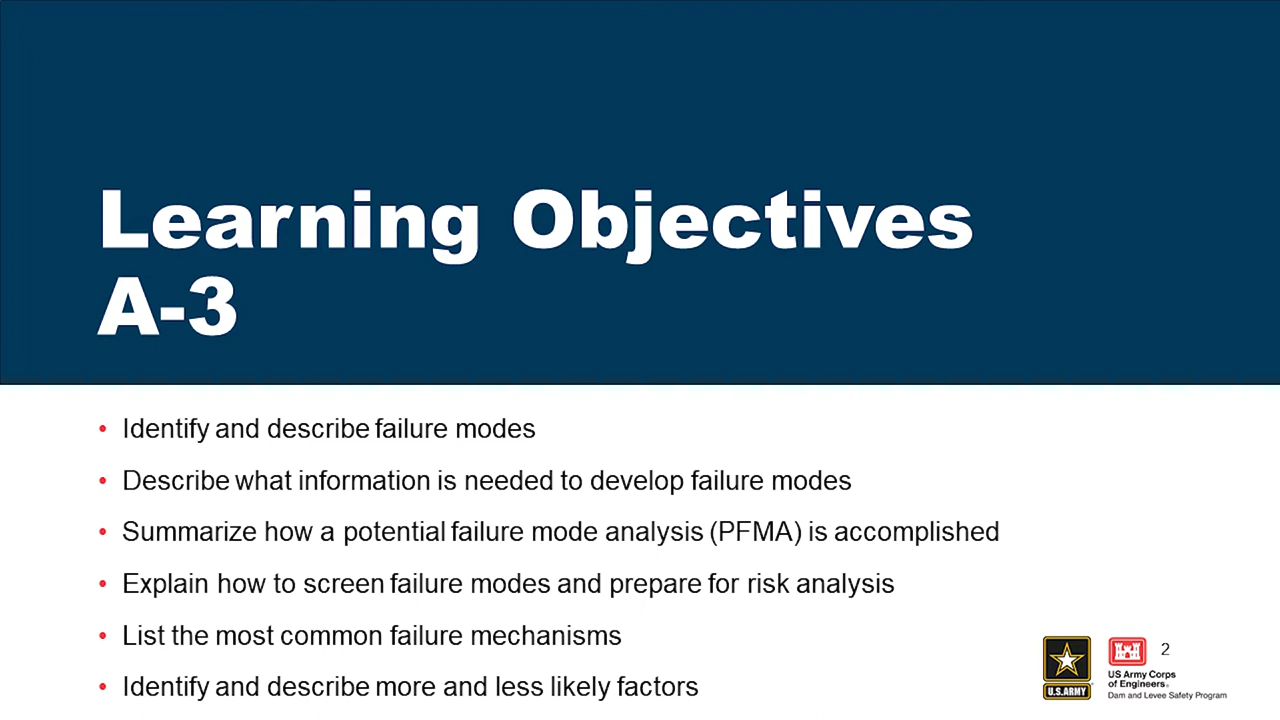 Learning Objectives
A-3
• Identify and describe failure modes
• Describe what information is needed to develop failure modes
• Summarize how a potential failure mode analysis (PFMA) is accomplished
• Explain how to screen failure modes and prepare for risk analysis
• List the most common failure mechanisms
• Identify and describe more and less likely factors
U.S.ARMY
2
US Army Corps
of Engineers®
Dam and Levee Safety Program